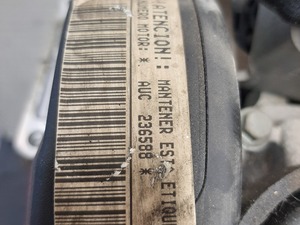 ¡ATENCION!: MANTENER ESTA ETIQU
NUMERO MOTOR: * AUC 236588 *